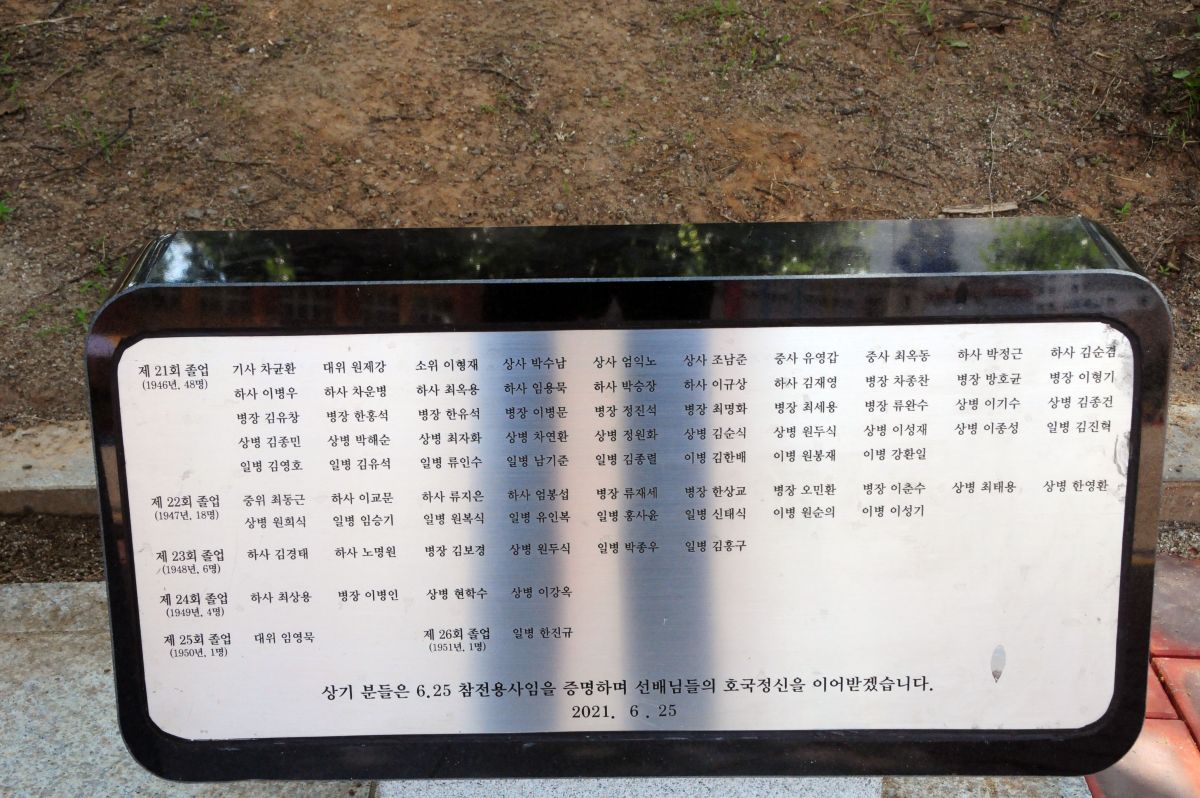 제 21회 졸업 기사 차균환 대위 원제강 소위 이형재 상사 박수남 상사 엄익노 상사 조남준 중사 유영갑 중사 최옥동 하사 박정근 하사 김순겸
(1946년, 48명) 하사 이병우 하사 차운병 하사 최옥용 하사 임용묵 하사 박승장 하사 이규상 하사 김재영 병장 차종찬 병장 방호균 병장 이형기
병장 김유창 병장 한홍석 병장 한유석 병장 이병문 병장 정진석 병장 최명화 병장 최세용 병장 류완수 상병 이기수 상병 김종건
상병 김종민 상병 박해순 상병 최자화 상병 차연환 상병 정원화 상병 김순식 상병 원두식 상병 이성재 상병 이종성 일병 김진혁
일병 김영호 일병 김유석 일병 류인수 일병 남기준 일병 김종렬 이병 김한배 이병 원봉재 이병 강환일
제 22회 졸업 중위 최동근 하사 이교문 하사 류지은 하사 엄봉섭 병장 류재세 병장 한상교 병장 오민환 병장 이춘수 상병 최태용 상병 한영환
(1947년, 18명) 상병 원희식 일병 임승기 일병 원복식 일병 유인복 일병 홍사윤 일병 신태식 이병 원순의 이병 이성기
제 23회 졸업 하사 김경태 하사 노명원 병장 김보경 상병 원두식 일병 박종우 일병 김홍구
(1948년, 6명)
제 24회 졸업 하사 최상용 병장 이병인 상병 현학수 상병 이강옥
(1949년, 4명)
제 25회 졸업 대위 임영묵 제 26회 졸업 일병 한진규
(1950년, 1명) (1951년, 1명)
상기 분들은 6.25 참전용사임을 증명하며 선배님들의 호국정신을 이어받겠습니다.
2021. 6 . 25